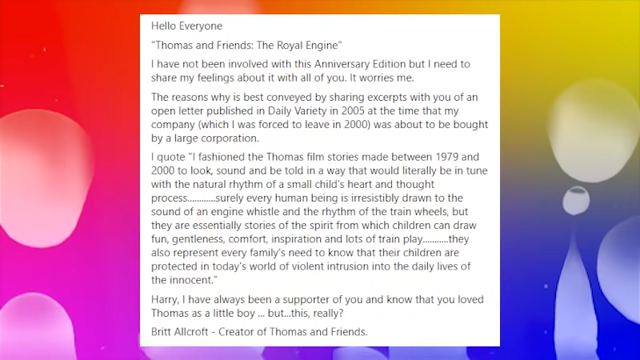 Hello Everyone
"Thomas and Friends: The Royal Engine"
I have not been involved with this Anniversary Edition but I need to
share my feelings about it with all of you. It worries me.
The reasons why is best conveyed by sharing excerpts with you of an
open letter published in Daily Variety in 2005 at the time that my
company (which I was forced to leave in 2000) was about to be bought
by a large corporation.
I quote "I fashioned the Thomas film stories made between 1979 and
2000 to look, sound and be told in a way that would literally be in tune
with the natural rhythm of a small child's heart and thought
process............surely every human being is irresistibly drawn to the
sound of an engine whistle and the rhythm of the train wheels, but
they are essentially stories of the spirit from which children can draw
fun, gentleness, comfort, inspiration and lots of train play...........they
also represent every family's need to know that their children are
protected in today's world of violent intrusion into the daily lives of
the innocent."
Harry, I have always been a supporter of you and know that you loved
Thomas as a little boy ... but...this, really?
Britt Allcroft - Creator of Thomas and Friends.